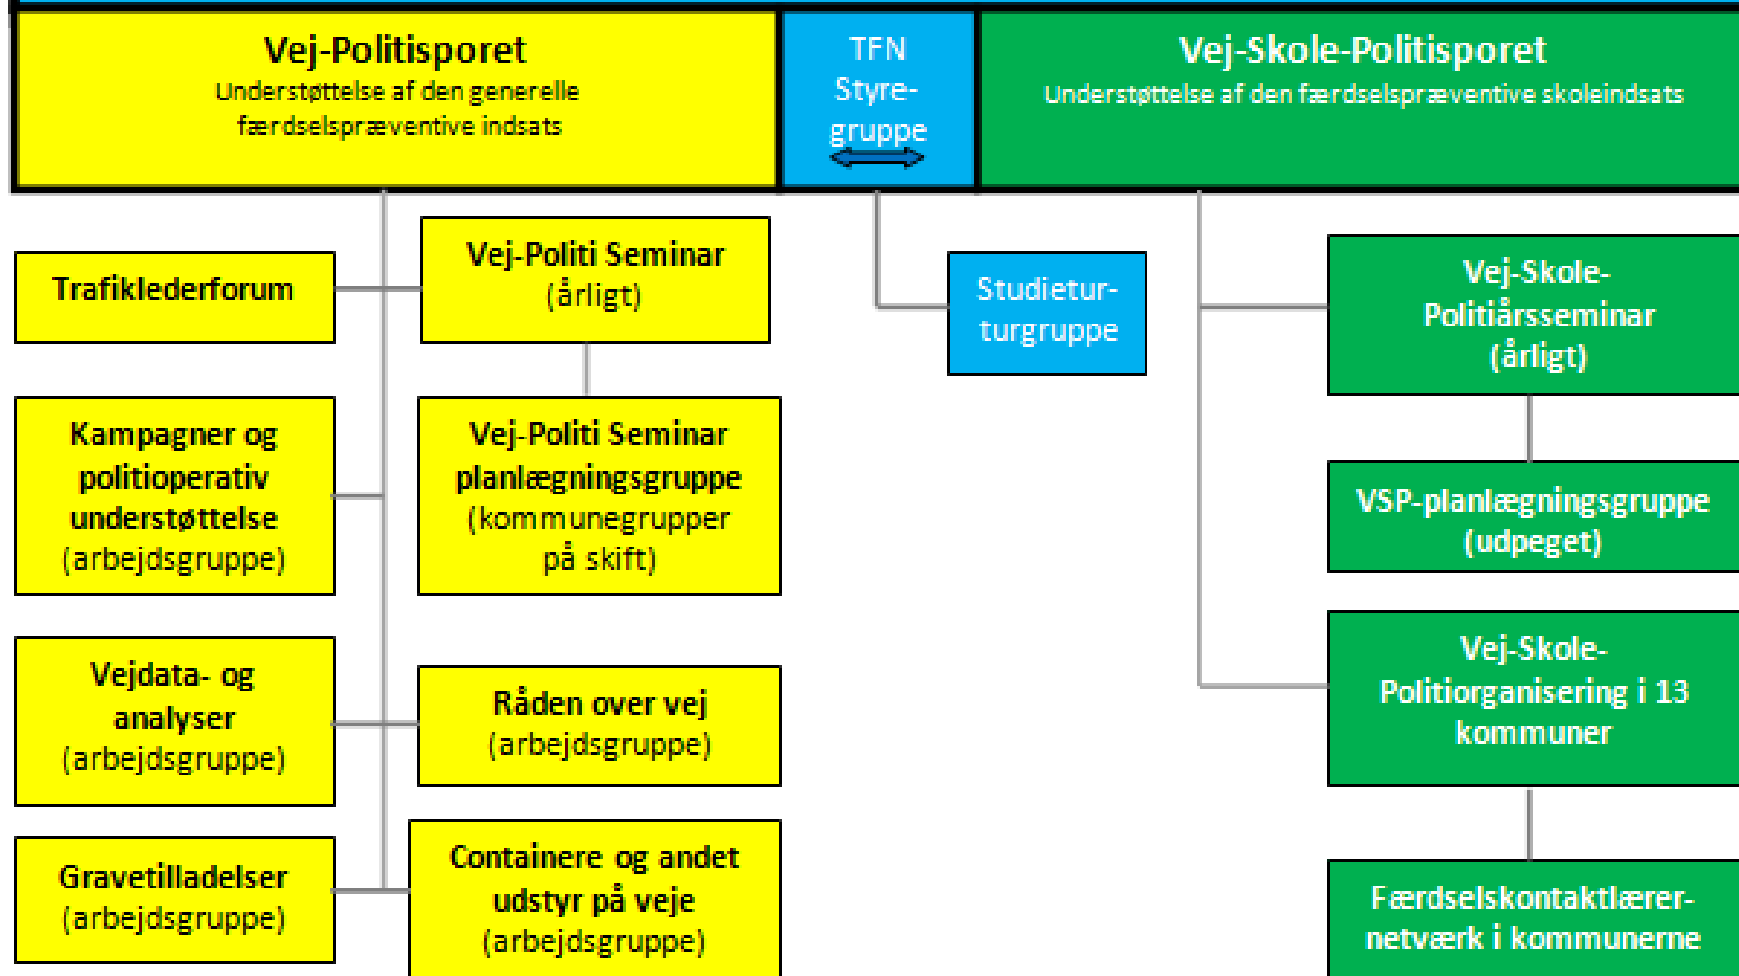 Vej-Politisporet
Understøttelse af den generelle
færdselspræventive indsats
TFN
Styre-
gruppe
Vej-Skole-Politisporet
Understøttelse af den færdselspræventive skoleindsats
Trafiklederforum
Vej-Politi Seminar
(årligt)
Kampagner og
politioperativ
understøttelse
(arbejdsgruppe)
Vej-Politi Seminar
planlægningsgruppe
(kommunegrupper
på skift)
Vejdata- og
analyser
(arbejdsgruppe)
Råden over vej
(arbejdsgruppe)
Gravetilladelser
(arbejdsgruppe)
Containere og andet
udstyr på veje
(arbejdsgruppe)
Studietur-
turgruppe
Vej-Skole-
Politiårsseminar
(årligt)
VSP-planlægningsgruppe
(udpeget)
Vej-Skole-
Politiorganisering i 13
kommuner
Færdselskontaktlærer-
netværk i kommunerne